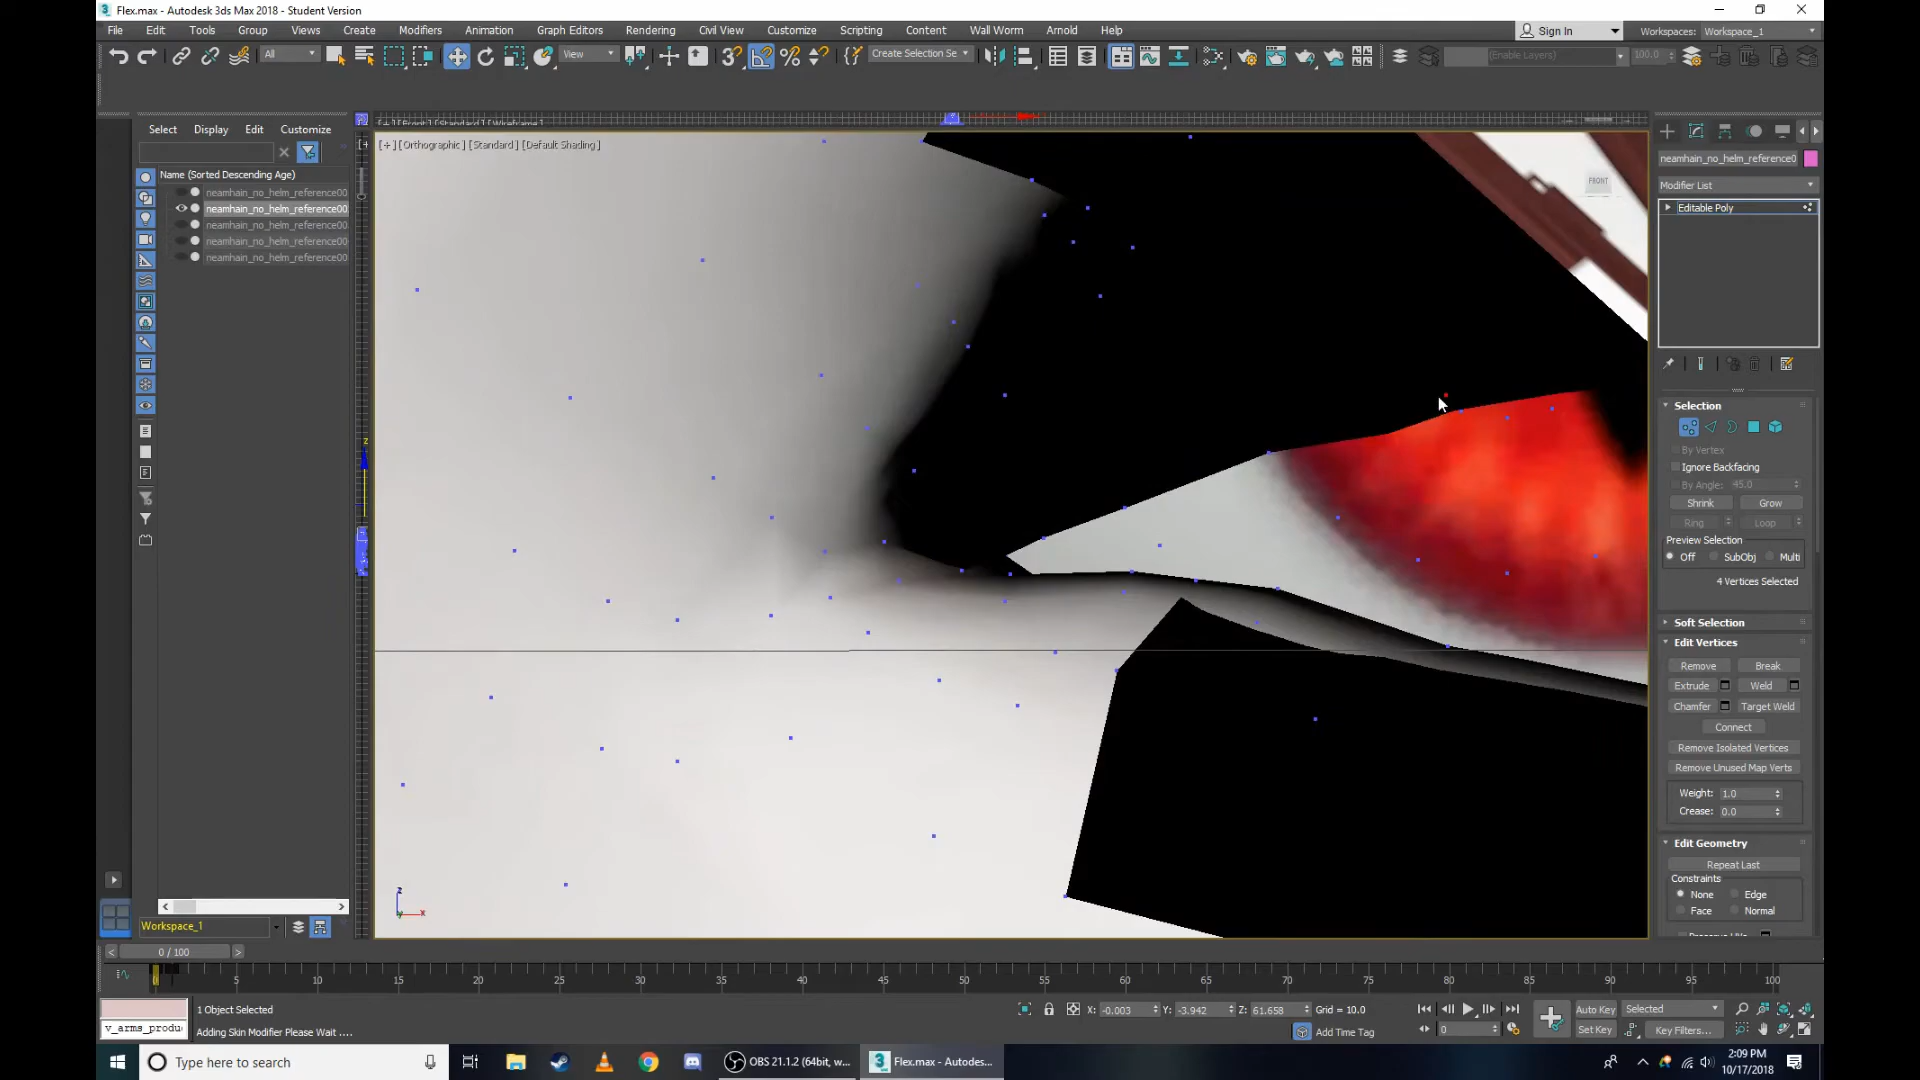 Flex.max - Autodesk 3ds Max 2018 - Student Version
File Edit Tools Group Views Create Modifiers Animation Graph Editors Rendering Civil View Customize Scripting Content Wall Worm Arnold Help
Sign In Workspaces: Workspace_1
All View Create Selection Se (Enable Layers) 100.0
Select Display Edit Customize
[+] [Front] [Standard] [Wireframe]
[+] [Orthographic] [Standard] [Default Shading]
Name (Sorted Descending Age)
neamhain_no_helm_reference00
neamhain_no_helm_reference00
neamhain_no_helm_reference00
neamhain_no_helm_reference00
neamhain_no_helm_reference00
FRONT
z
z
x
neamhain_no_helm_reference0
Modifier List
Editable Poly
Selection
By Vertex
Ignore Backfacing
By Angle: 45.0
Shrink Grow
Ring Loop
Preview Selection
Off SubObj Multi
4 Vertices Selected
Soft Selection
Edit Vertices
Remove Break
Extrude Weld
Chamfer Target Weld
Connect
Remove Isolated Vertices
Remove Unused Map Verts
Weight: 1.0
Crease: 0.0
Edit Geometry
Repeat Last
Constraints
None Edge
Face Normal
Workspace_1
0 / 100
0 5 10 15 20 25 30 35 40 45 50 55 60 65 70 75 80 85 90 95 100
v_arms_produ
1 Object Selected
Adding Skin Modifier Please Wait ....
X: -0.003 Y: -3.942 Z: 61.658 Grid = 10.0
Add Time Tag
0
Auto Key Selected
Set Key Key Filters...
Type here to search
OBS 21.1.2 (64bit, w...
Flex.max - Autodes...
2:09 PM
10/17/2018